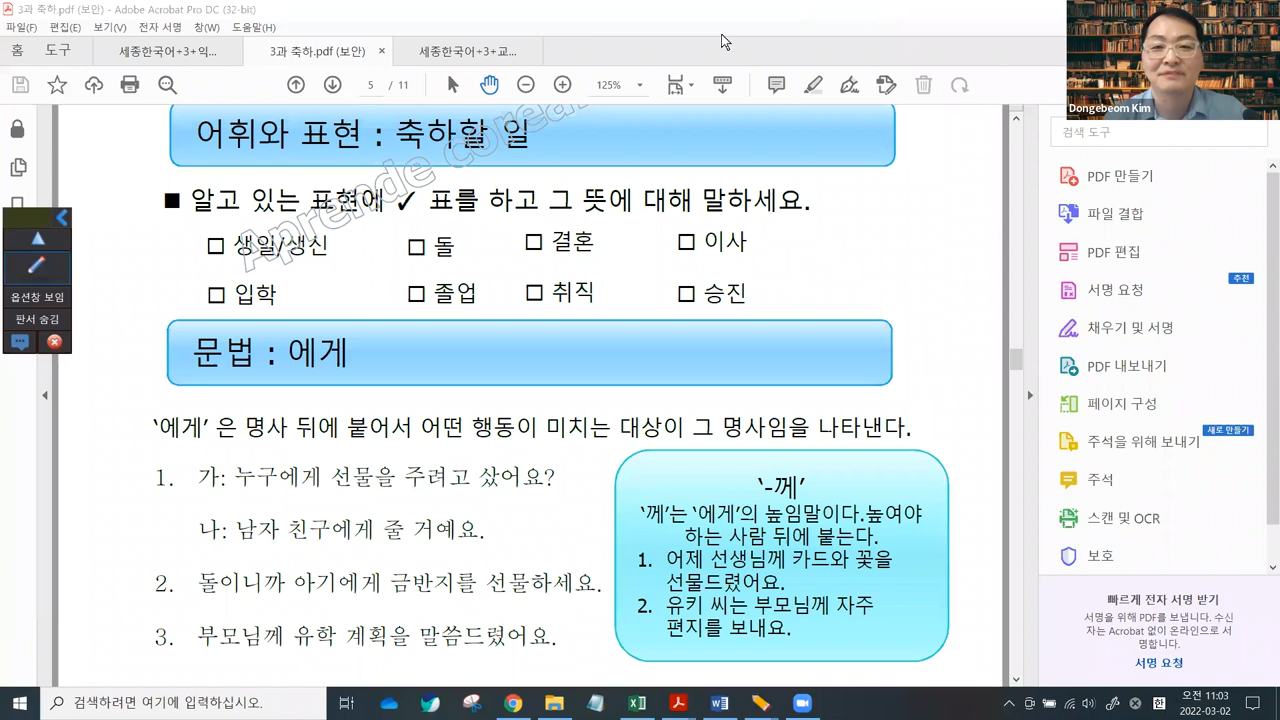 3과 축하.pdf (보안) - Adobe Acrobat Pro DC (32-bit)
파일(F) 편집(E) 보기(V) 전자 서명 창(W) 도움말(H)
홈 도구 세종한국어+3+익... 3과 축하.pdf (보안) × 세종한국어+3+교...
5 / 11 125%
Dongebeom Kim
검색 도구
어휘와 표현 : 축하할 일
Aprende corean
■ 알고 있는 표현에 ✓ 표를 하고 그 뜻에 대해 말하세요.
□ 생일/생신 □ 돌 □ 결혼 □ 이사
□ 입학 □ 졸업 □ 취직 □ 승진
문법 : 에게
‘에게’ 은 명사 뒤에 붙어서 어떤 행동이 미치는 대상이 그 명사임을 나타낸다.
1. 가: 누구에게 선물을 주려고 샀어요?
나: 남자 친구에게 줄 거예요.
2. 돌이니까 아기에게 금반지를 선물하세요.
3. 부모님께 유학 계획을 말씀드렸어요.
‘-께’
‘께’는 ‘에게’의 높임말이다.높여야
하는 사람 뒤에 붙는다.
1. 어제 선생님께 카드와 꽃을
선물드렸어요.
2. 유키 씨는 부모님께 자주
편지를 보내요.
옵션창 보임
판서 숨김
PDF 만들기
파일 결합
PDF 편집
추천
서명 요청
채우기 및 서명
PDF 내보내기
페이지 구성
새로 만들기
주석을 위해 보내기
주석
스캔 및 OCR
보호
빠르게 전자 서명 받기
서명을 위해 PDF를 보냅니다. 수신
자는 Acrobat 없이 온라인으로 서
명합니다.
서명 요청
검색하려면 여기에 입력하십시오.
한
오전 11:03
2022-03-02